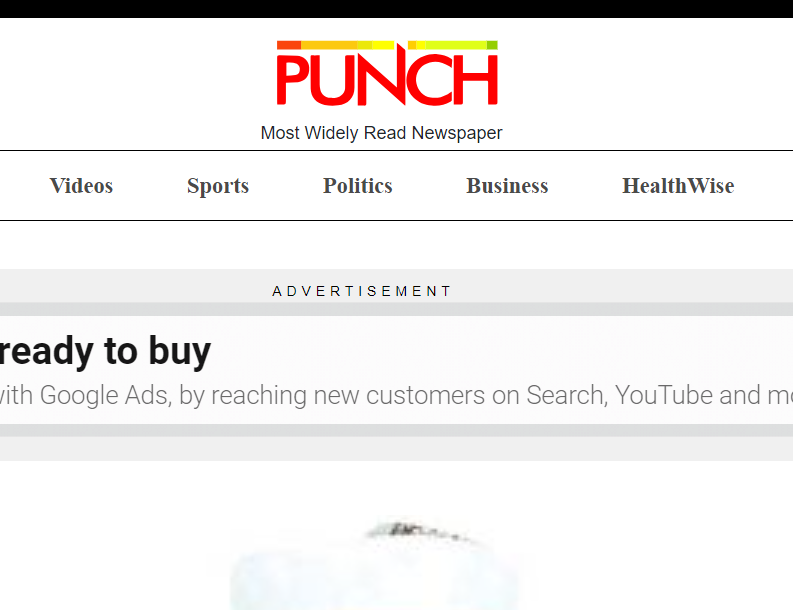 PUNCH
Most Widely Read Newspaper
Videos Sports Politics Business HealthWise
ADVERTISEMENT
ready to buy
with Google Ads, by reaching new customers on Search, YouTube and